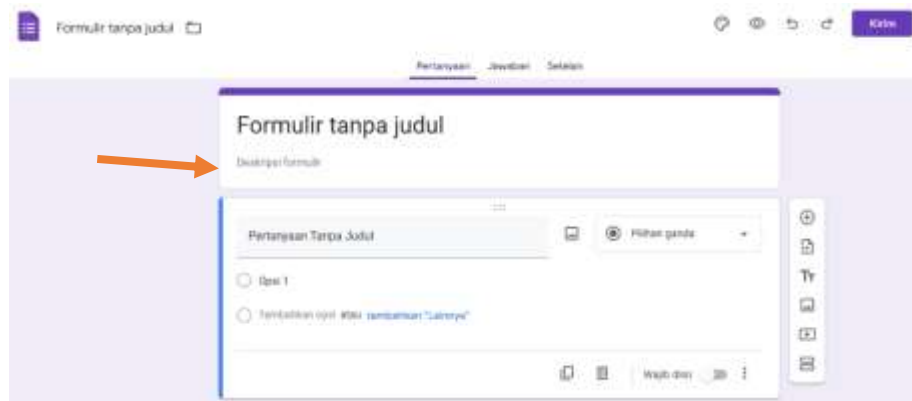 Formulir tanpa judul
Kirim
Pertanyaan Jawaban Setelan
Formulir tanpa judul
Deskripsi formulir
Pertanyaan Tanpa Judul
Pilihan ganda
Opsi 1
Tambahkan opsi atau tambahkan "Lainnya"
Tr
Wajib diisi